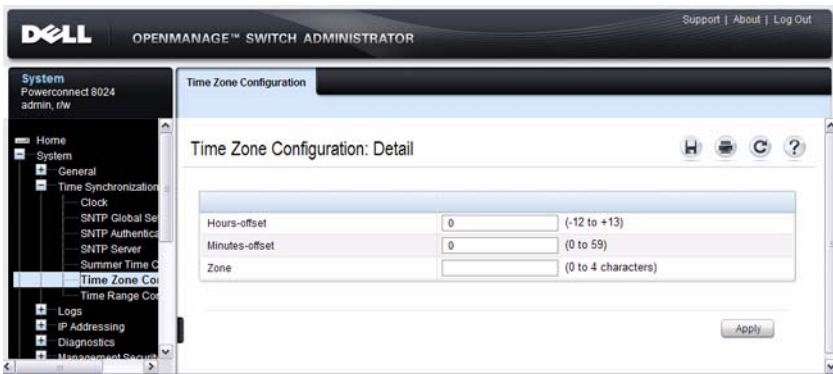 Support | About | Log Out
DELL OPENMANAGE™ SWITCH ADMINISTRATOR
System
Powerconnect 8024
admin, r/w
Time Zone Configuration
Home
System
General
Time Synchronization
Clock
SNTP Global Se
SNTP Authentica
SNTP Server
Summer Time C
Time Zone Co
Time Range Co
Logs
IP Addressing
Diagnostics
Management Securit
Time Zone Configuration: Detail
Hours-offset 0 (-12 to +13)
Minutes-offset 0 (0 to 59)
Zone (0 to 4 characters)
Apply